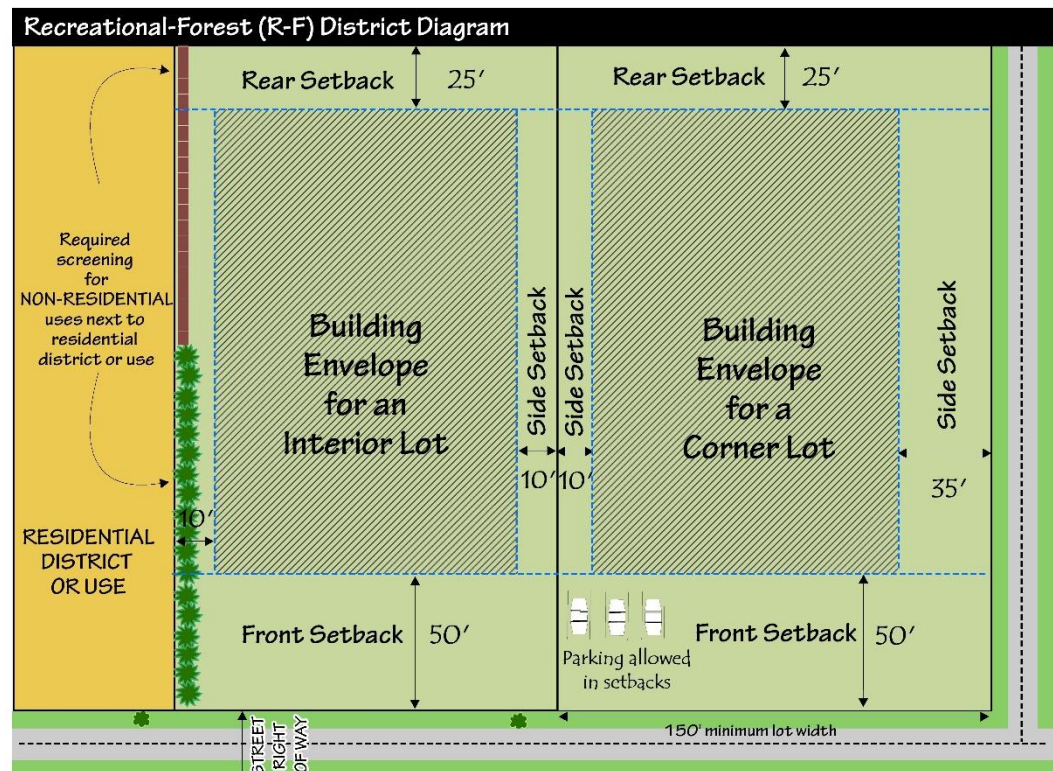 Recreational-Forest (R-F) District Diagram
Rear Setback 25'
Rear Setback 25'
Required
screening
for
NON-RESIDENTIAL
uses next to
residential
district or use
Building
Envelope
for an
Interior Lot
Side Setback
10'
Side Setback
10'
Building
Envelope
for a
Corner Lot
Side Setback
35'
10'
RESIDENTIAL
DISTRICT
OR USE
Front Setback 50'
Parking allowed
in setbacks
Front Setback 50'
STREET
RIGHT
OF WAY
150' minimum lot width